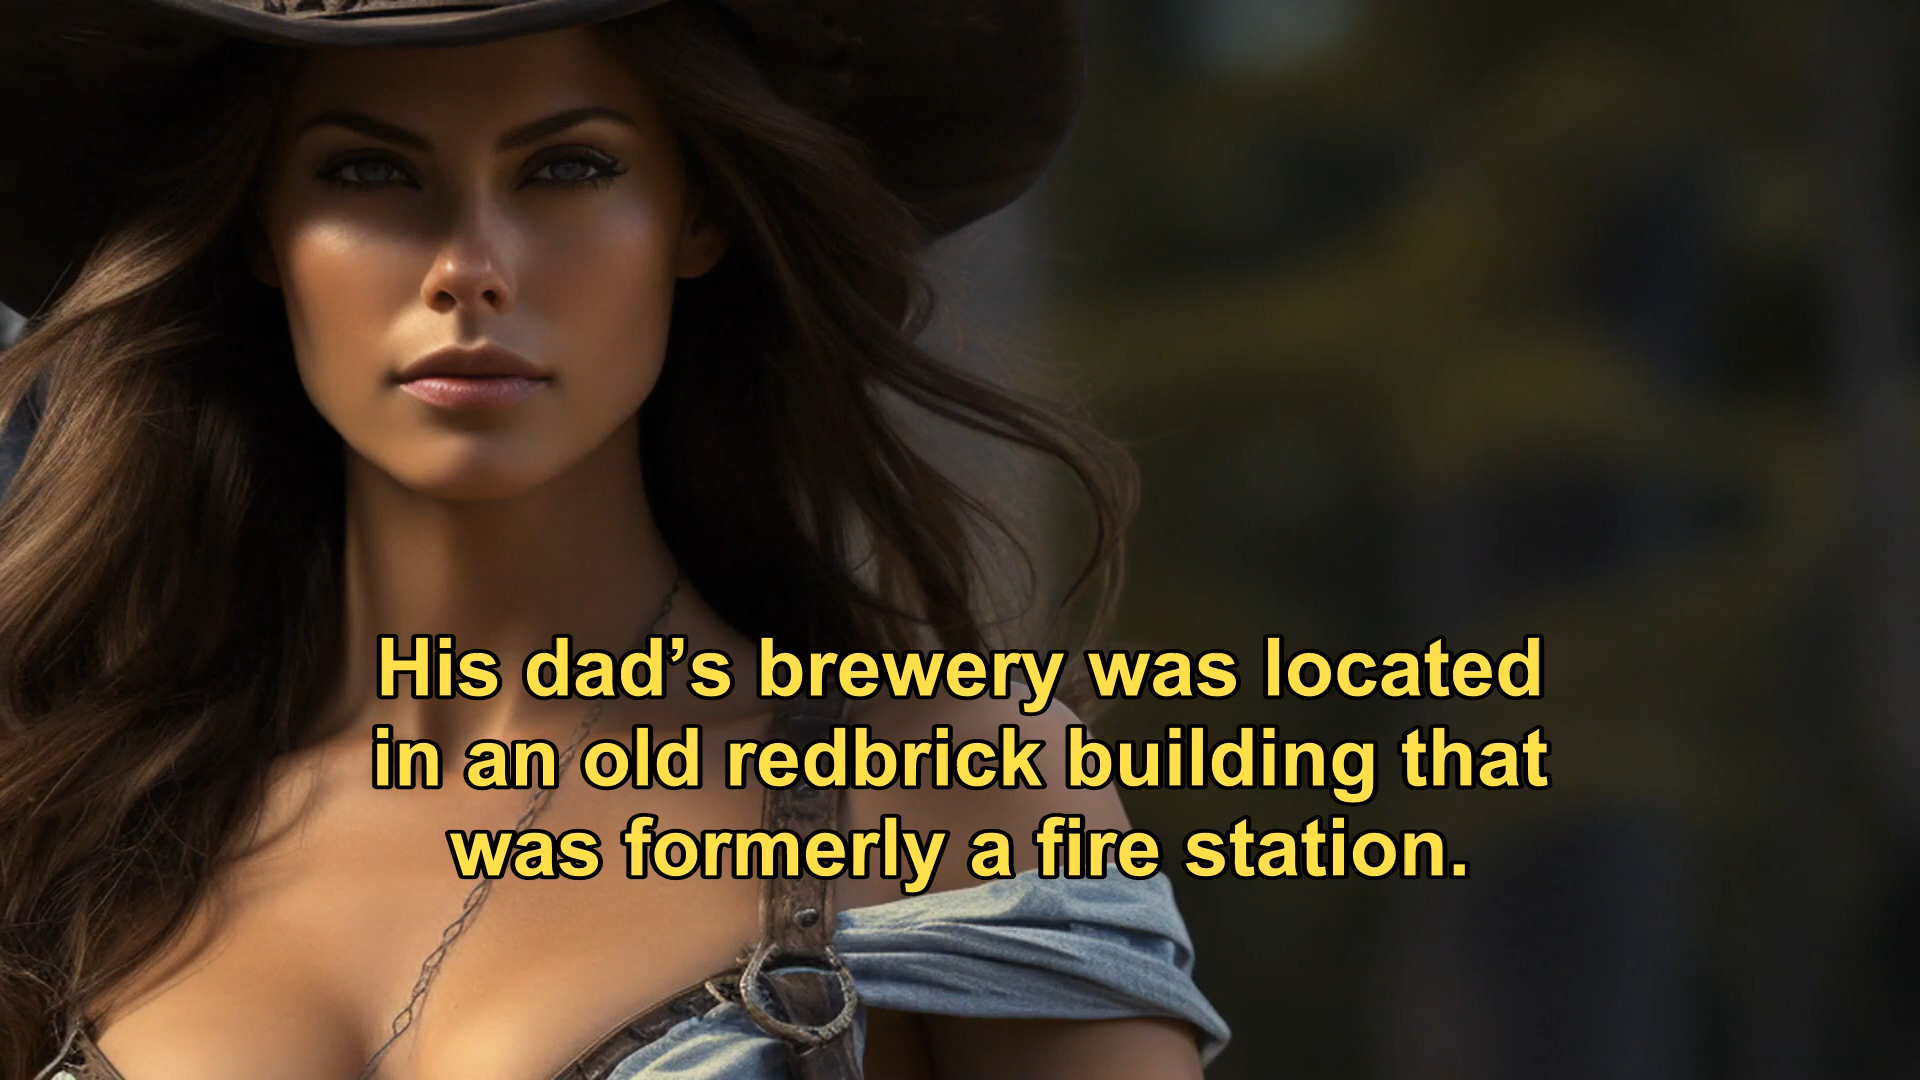 His dad’s brewery was located
in an old redbrick building that
was formerly a fire station.